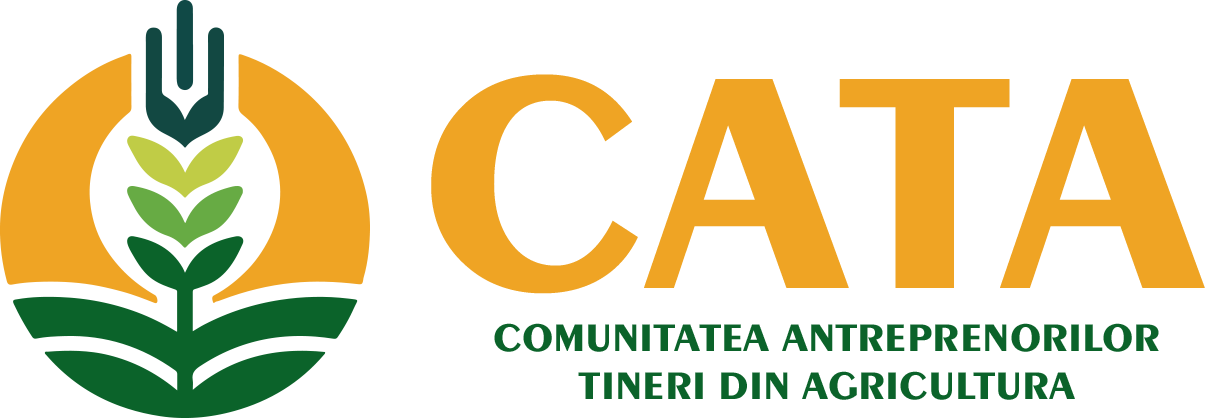 CATA
COMUNITATEA ANTREPRENORILOR
TINERI DIN AGRICULTURA